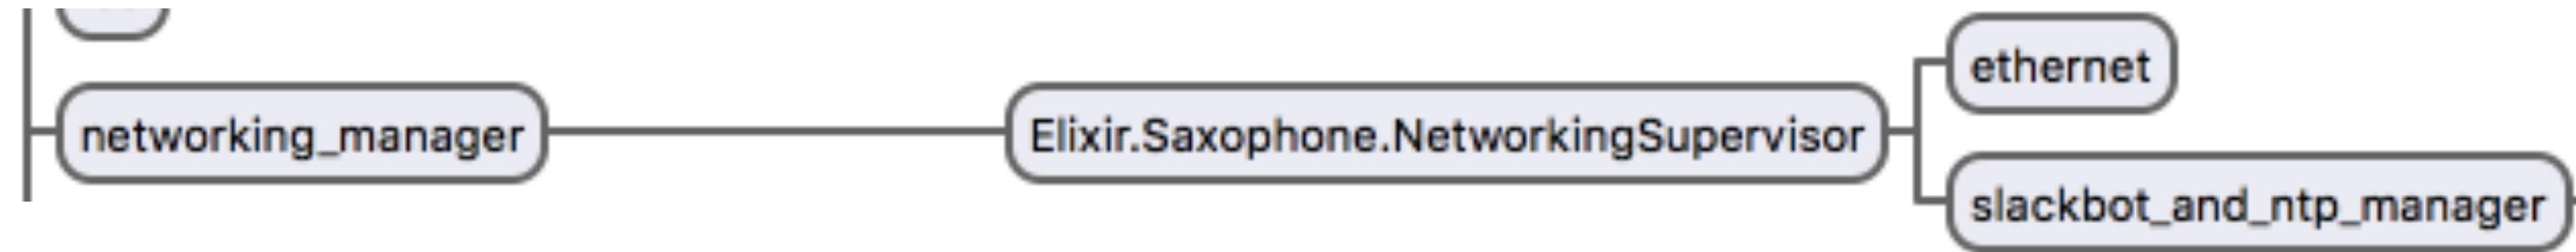 networking_manager
Elixir.Saxophone.NetworkingSupervisor
ethernet
slackbot_and_ntp_manager